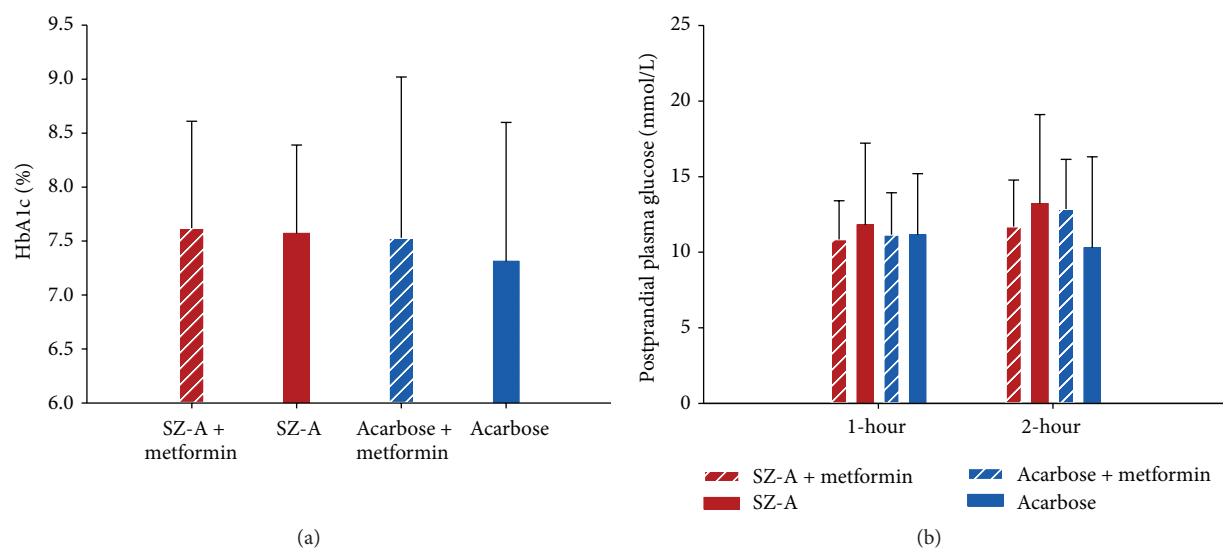 9.5
9.0
8.5
8.0
7.5
7.0
6.5
6.0
HbA1c (%)
SZ-A +
metformin
SZ-A
Acarbose +
metformin
Acarbose
(a)
25
20
15
10
5
0
Postprandial plasma glucose (mmol/L)
1-hour
2-hour
SZ-A + metformin
SZ-A
Acarbose + metformin
Acarbose
(b)